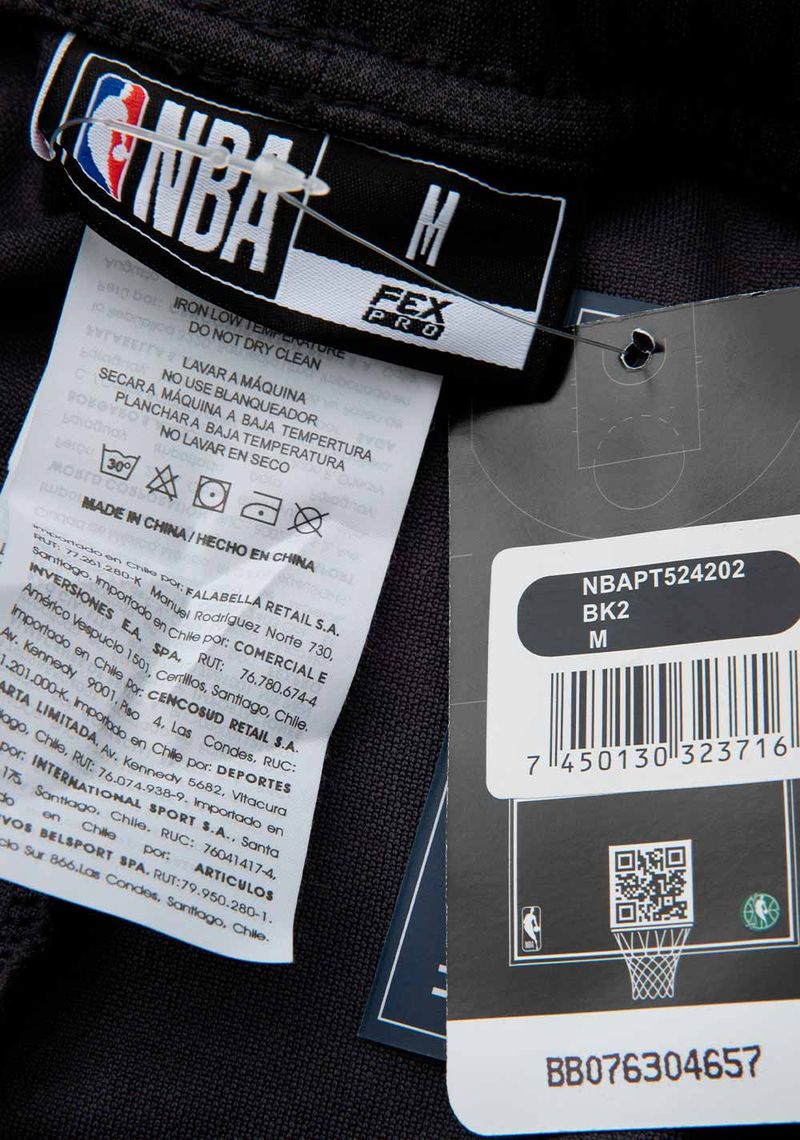 NBA
M
FEX
PRO
IRON LOW TEMPERATURE
DO NOT DRY CLEAN
LAVAR A MÁQUINA
NO USE BLANQUEADOR
SECAR A MÁQUINA A BAJA TEMPERTURA
PLANCHAR A BAJA TEMPERATURA
NO LAVAR EN SECO
30°
MADE IN CHINA / HECHO EN CHINA
Importado en Chile por: FALABELLA RETAIL S.A.
RUT: 77.261.280-K Manuel Rodríguez Norte 730,
Santiago. Importado en Chile por: COMERCIAL E
INVERSIONES E.A. SPA, RUT: 76.780.674-4
Américo Vespucio 1501, Cerrillos, Santiago, Chile.
Importado en Chile por: CENCOSUD RETAIL S.A.
Av. Kennedy 9001, Piso 4, Las Condes, RUC:
1.201.000-K. Importado en Chile por: DEPORTES
ARTA LIMITADA, Av. Kennedy 5682, Vitacura
ago, Chile, RUT: 76.074.938-9. Importado en
por: INTERNATIONAL SPORT S.A., Santa
175, Santiago, Chile. RUC: 76041417-4,
do en Chile por: ARTICULOS
VOS BELSPORT SPA. RUT:79.950.280-1.
cio Sur 866,Las Condes, Santiago, Chile.
NBAPT524202
BK2
M
7 450130 323716
NBA
BB076304657